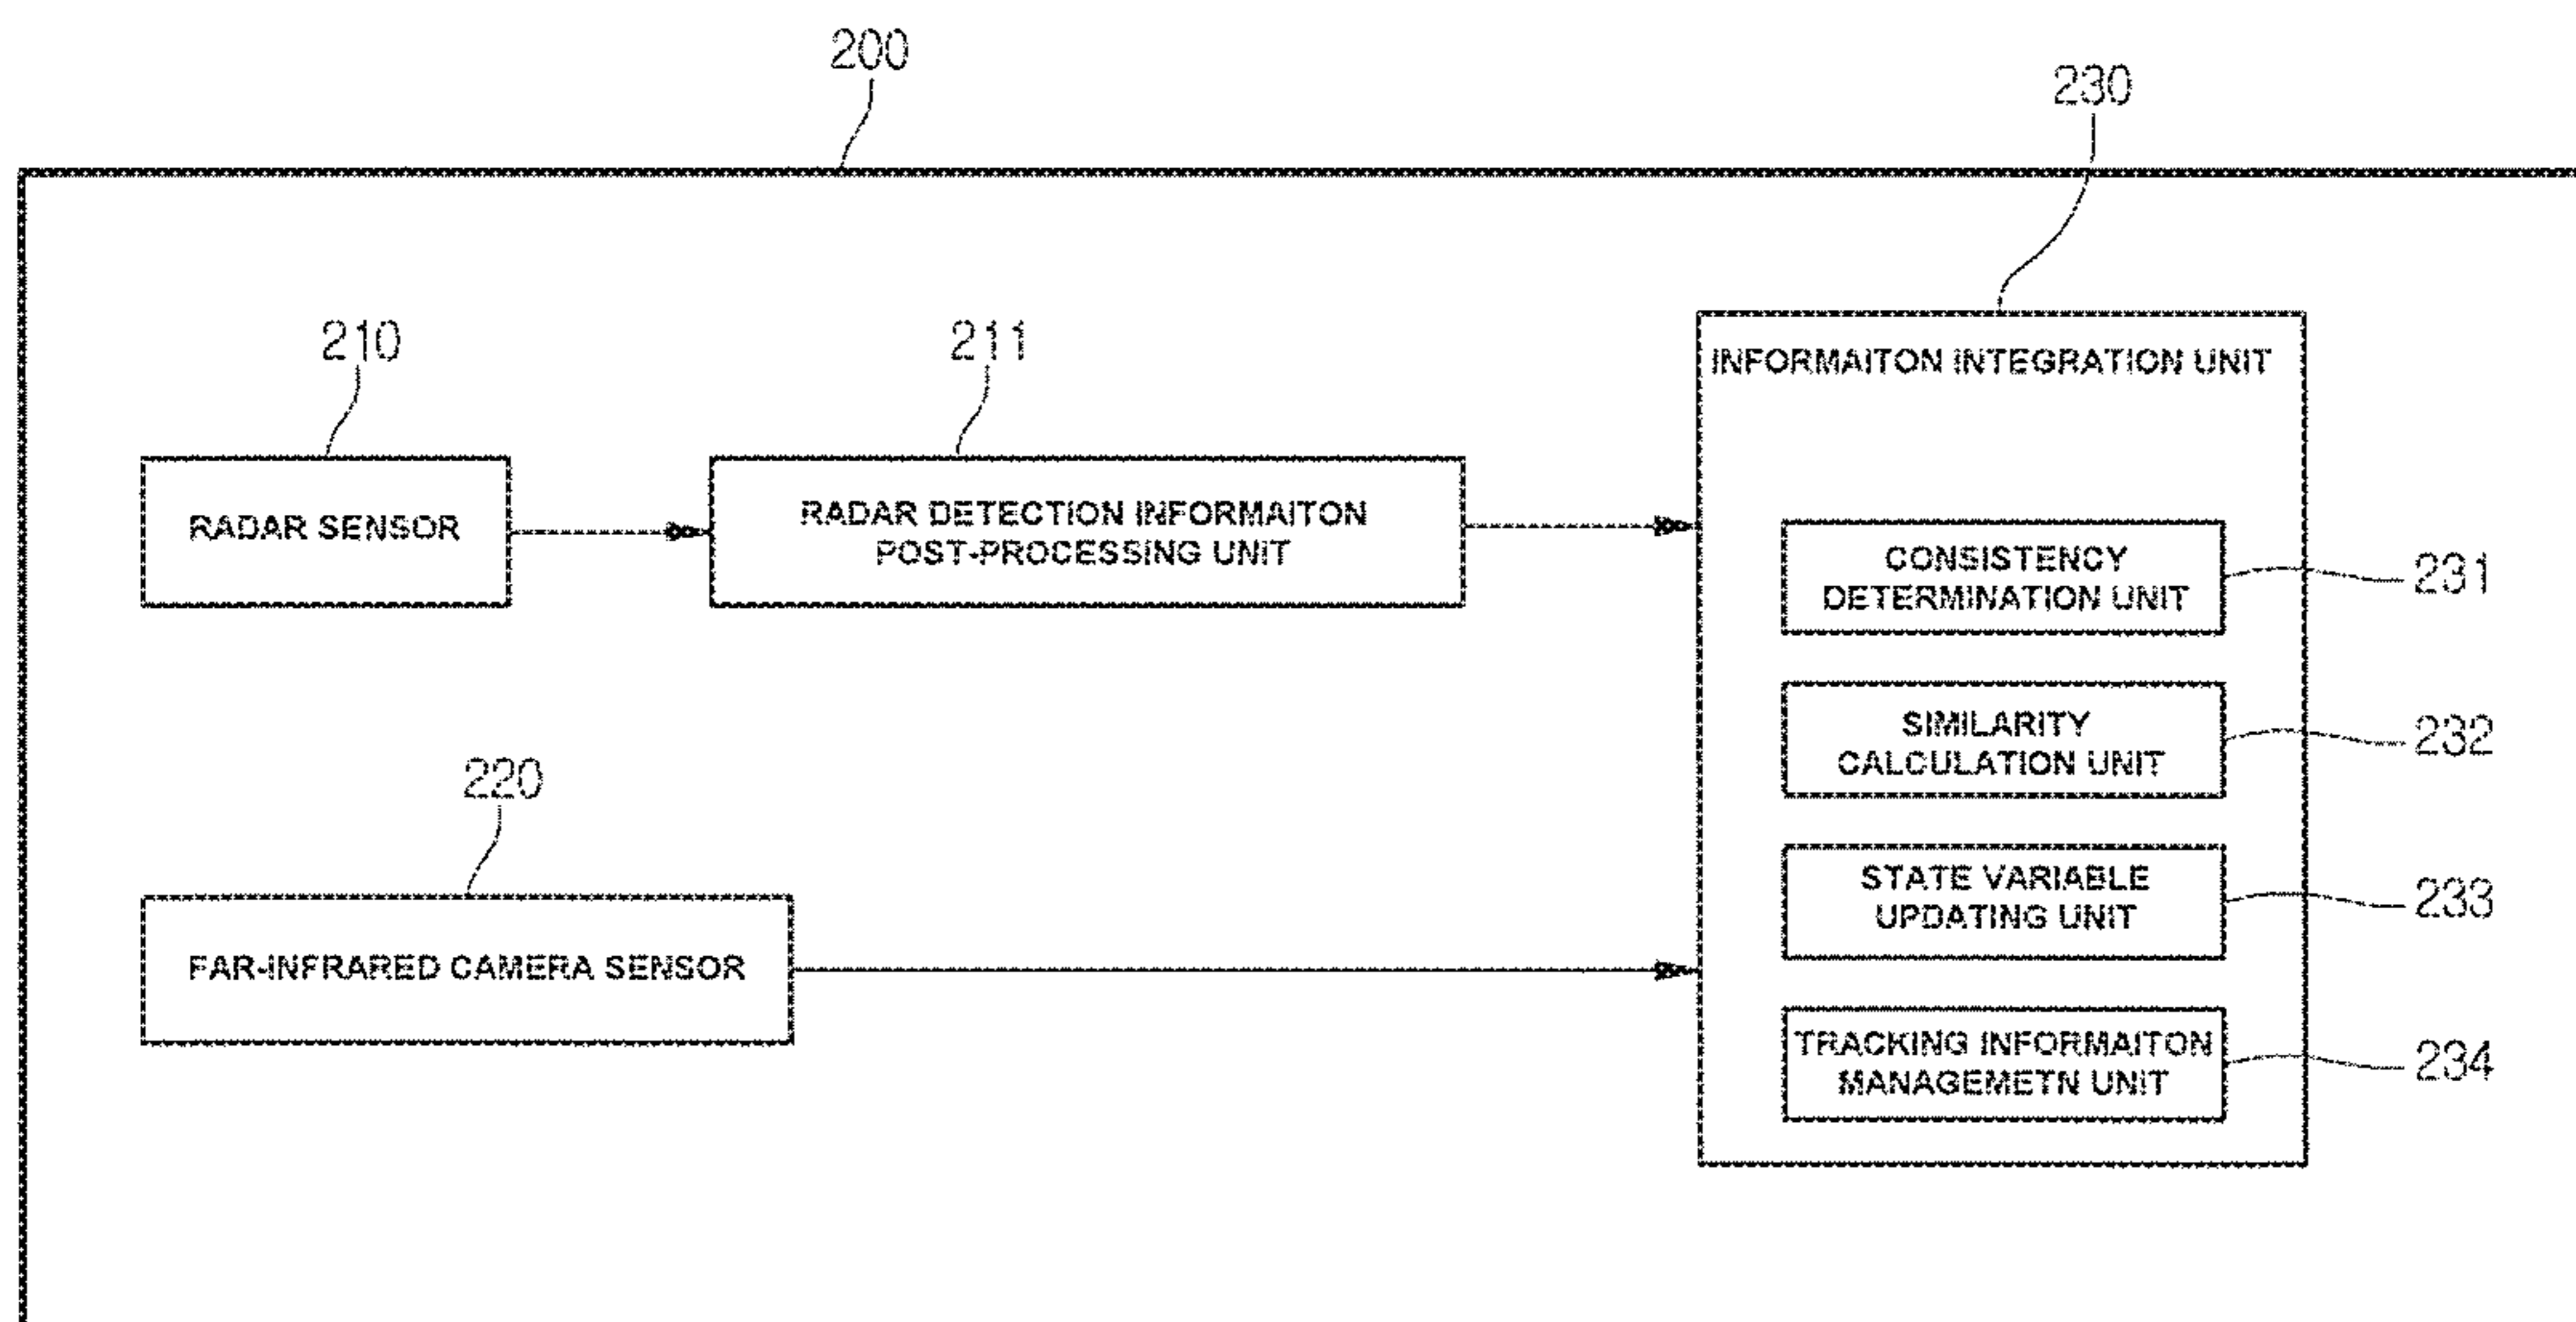 200
230
210
211
INFORMAITON INTEGRATION UNIT
RADAR SENSOR
RADAR DETECTION INFORMAITON
POST-PROCESSING UNIT
CONSISTENCY
DETERMINATION UNIT
231
SIMILARITY
CALCULATION UNIT
232
220
STATE VARIABLE
UPDATING UNIT
233
FAR-INFRARED CAMERA SENSOR
TRACKING INFORMAITON
MANAGEMETN UNIT
234